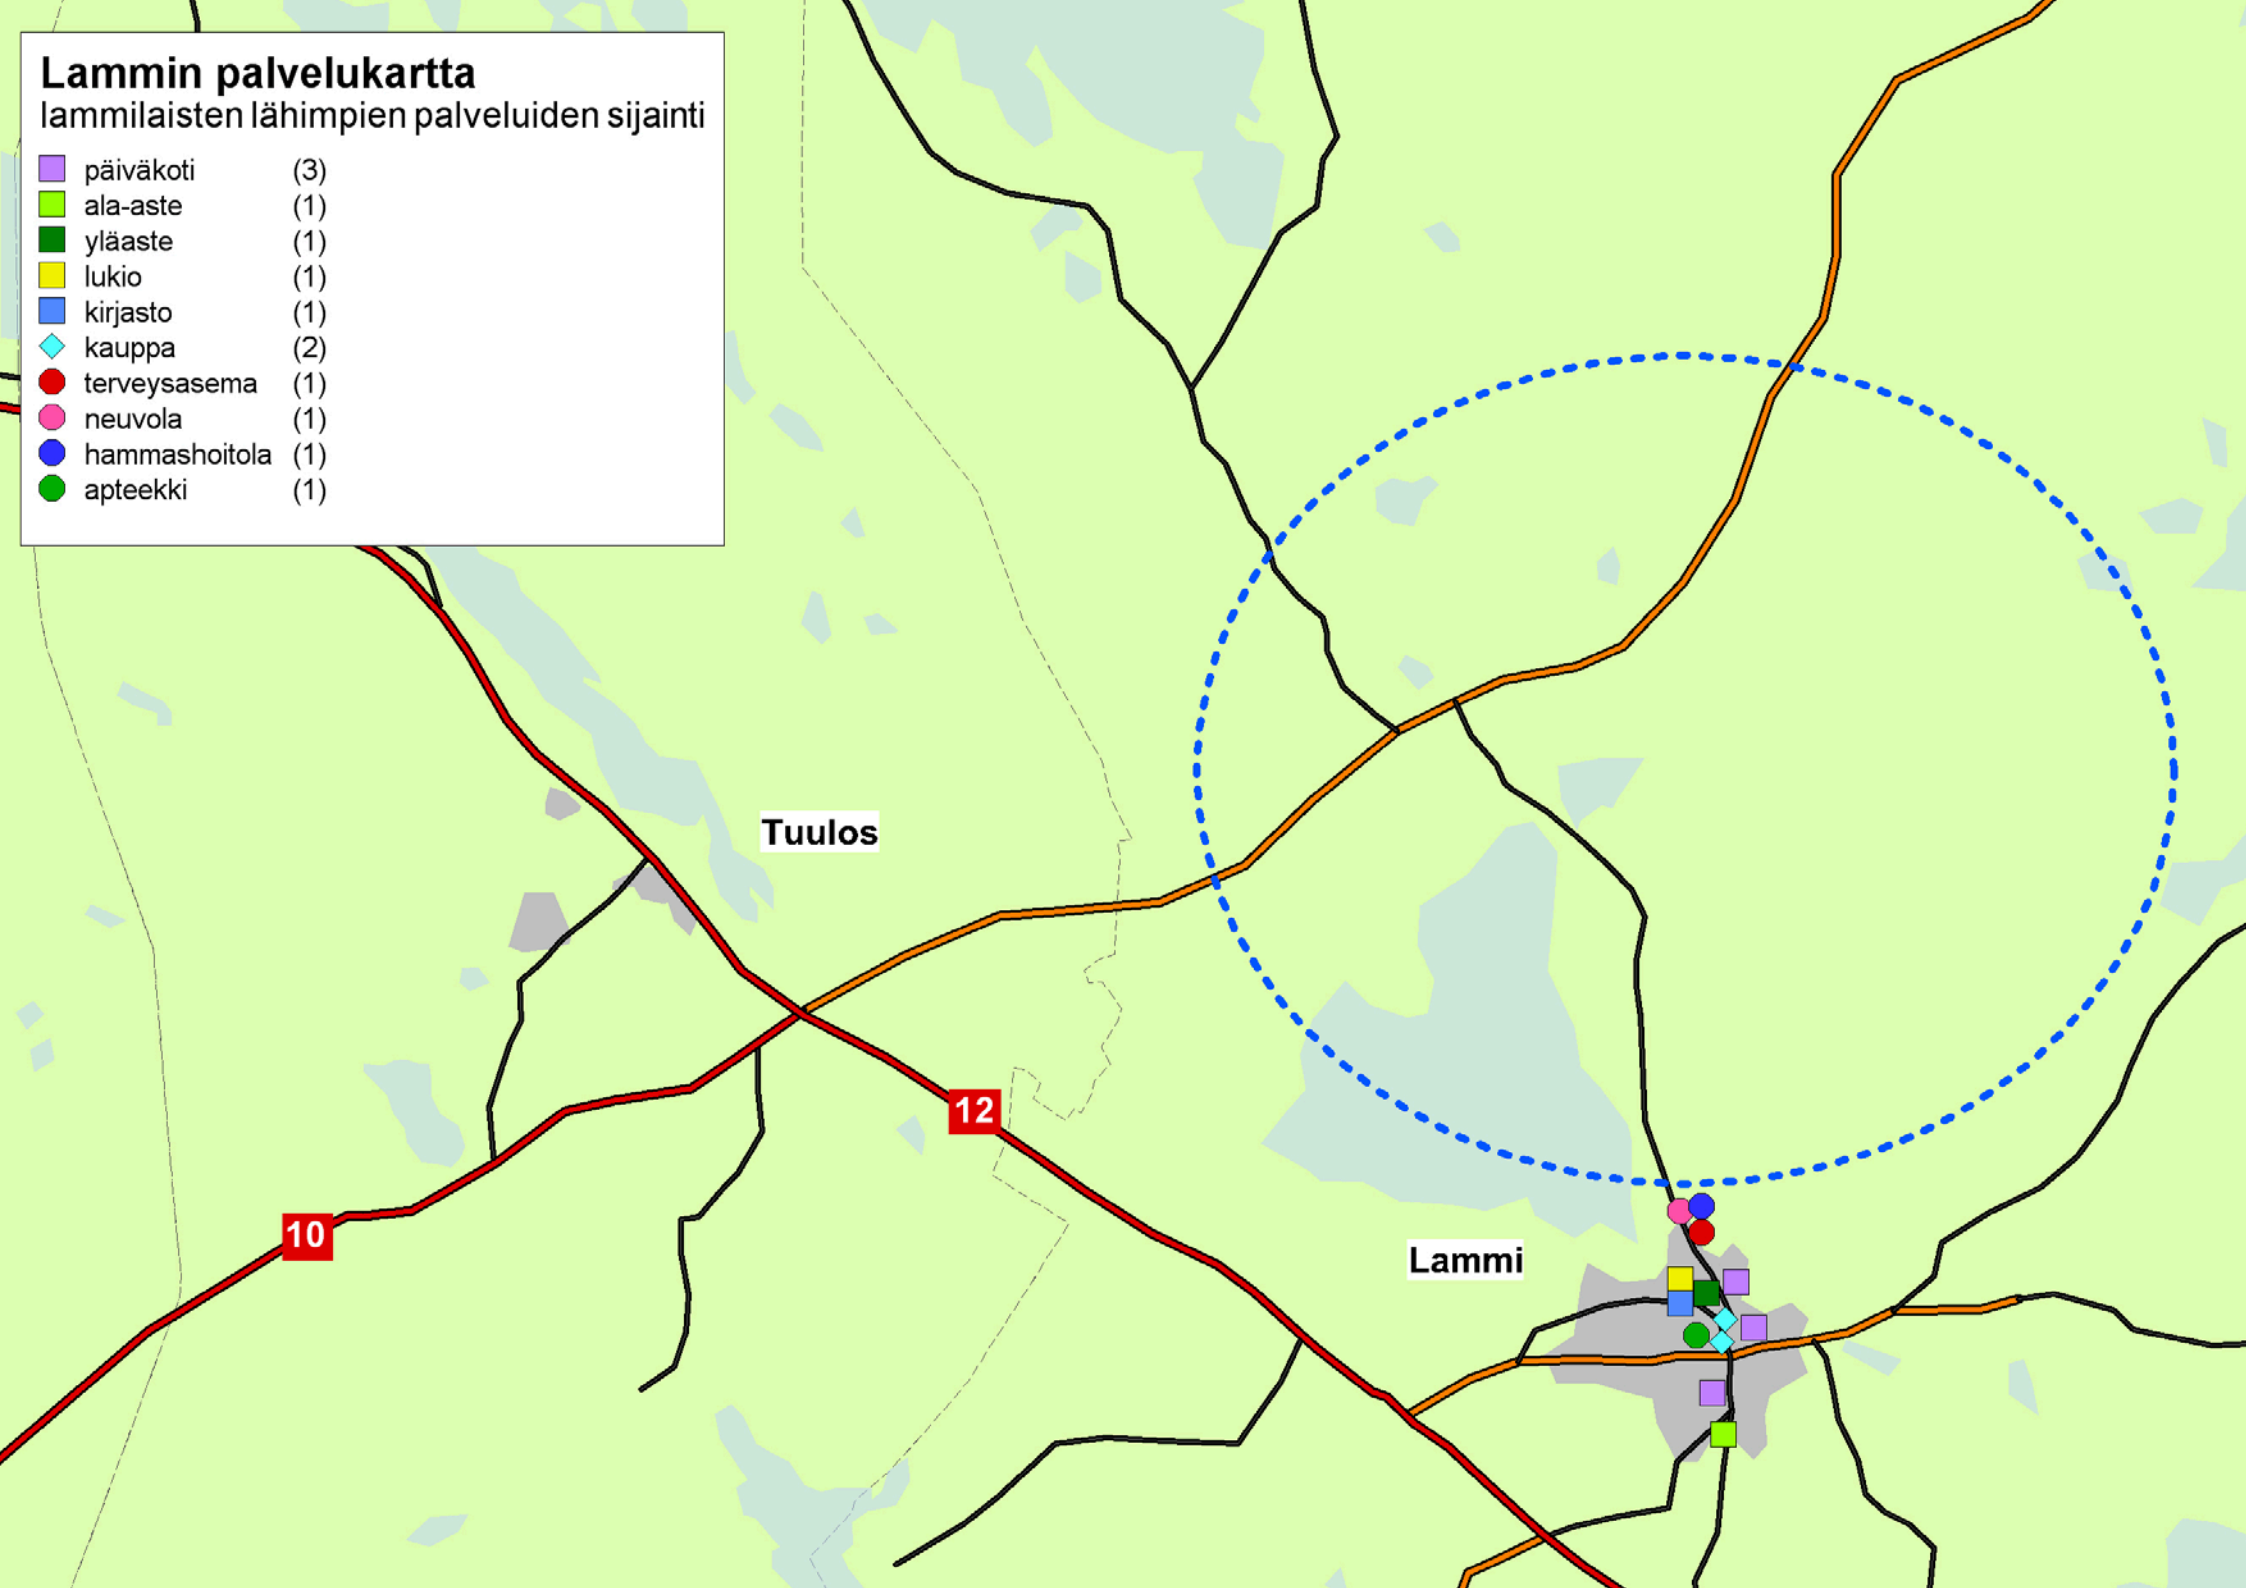 Lammin palvelukartta
lammilaisten lähimpien palveluiden sijainti
päiväkoti (3)
ala-aste (1)
yläaste (1)
lukio (1)
kirjasto (1)
kauppa (2)
terveysasema (1)
neuvola (1)
hammashoitola (1)
apteekki (1)
Tuulos
12
10
Lammi